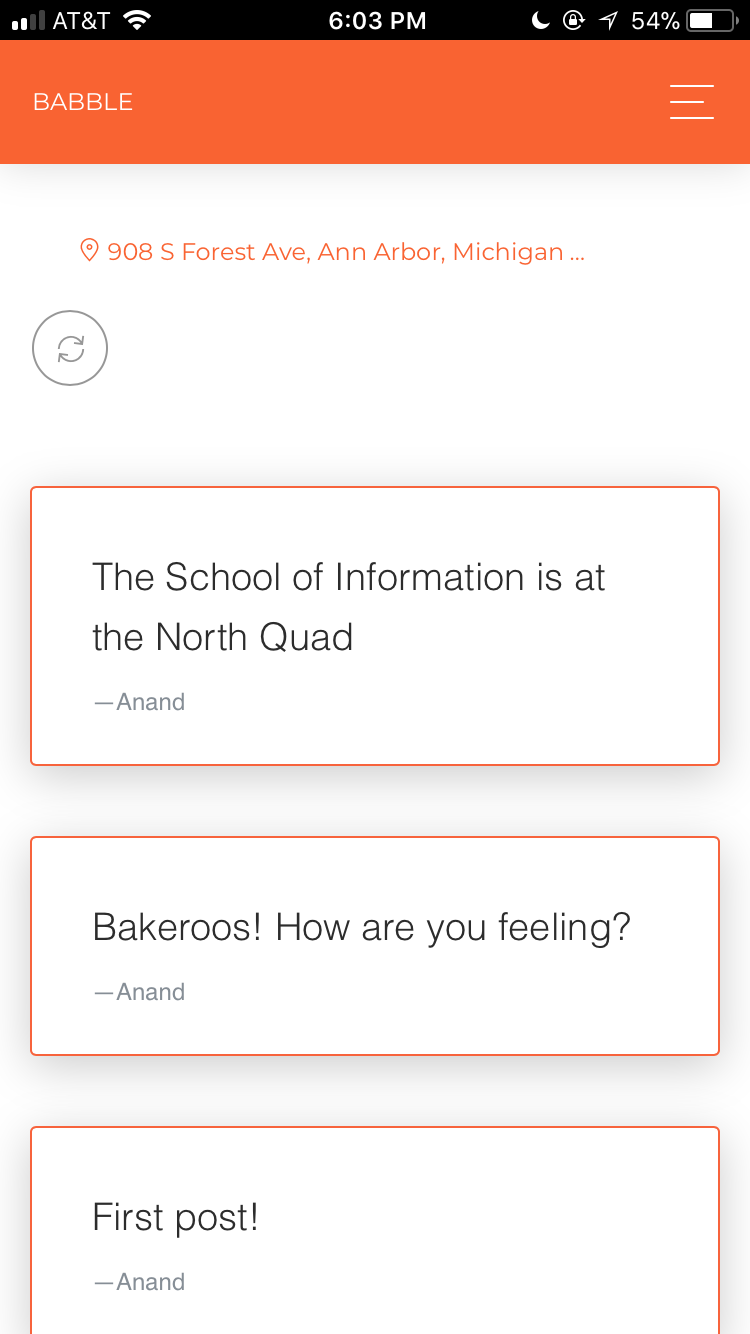 AT&T 6:03 PM 54%
BABBLE
908 S Forest Ave, Ann Arbor, Michigan ...
The School of Information is at
the North Quad
—Anand
Bakeroos! How are you feeling?
—Anand
First post!
—Anand